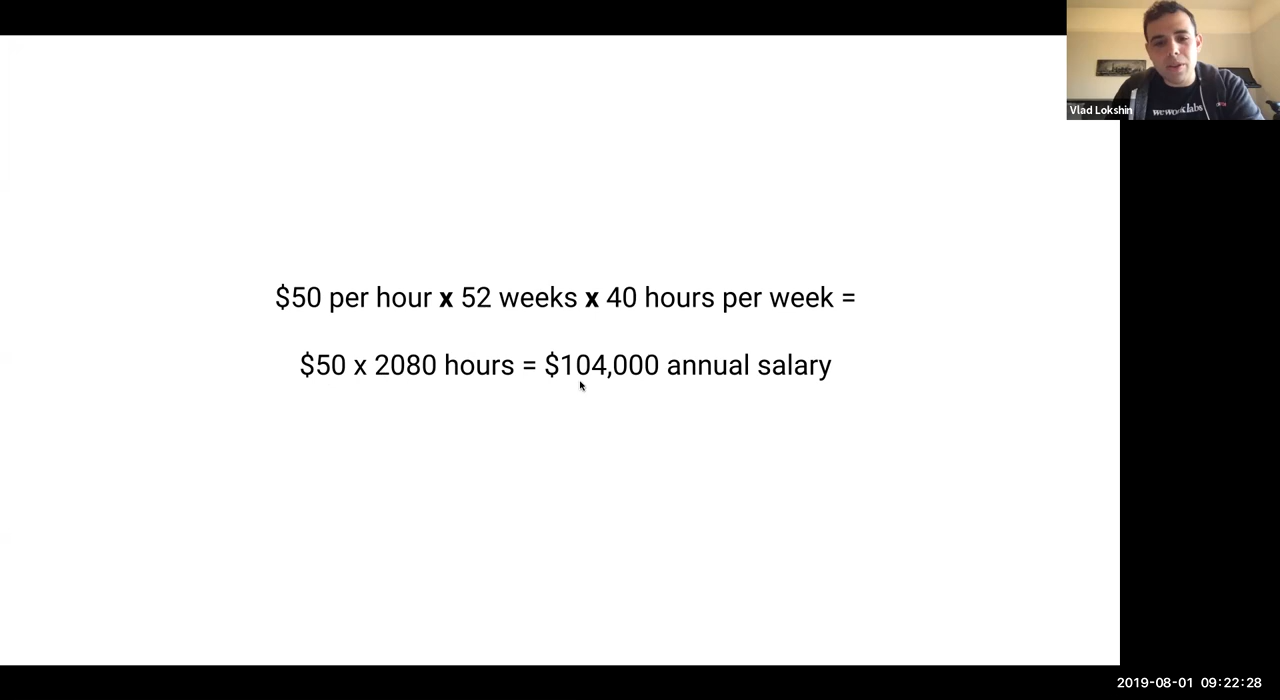 Vlad Lokshin
weworklabs
$50 per hour x 52 weeks x 40 hours per week =
$50 x 2080 hours = $104,000 annual salary
2019-08-01 09:22:28